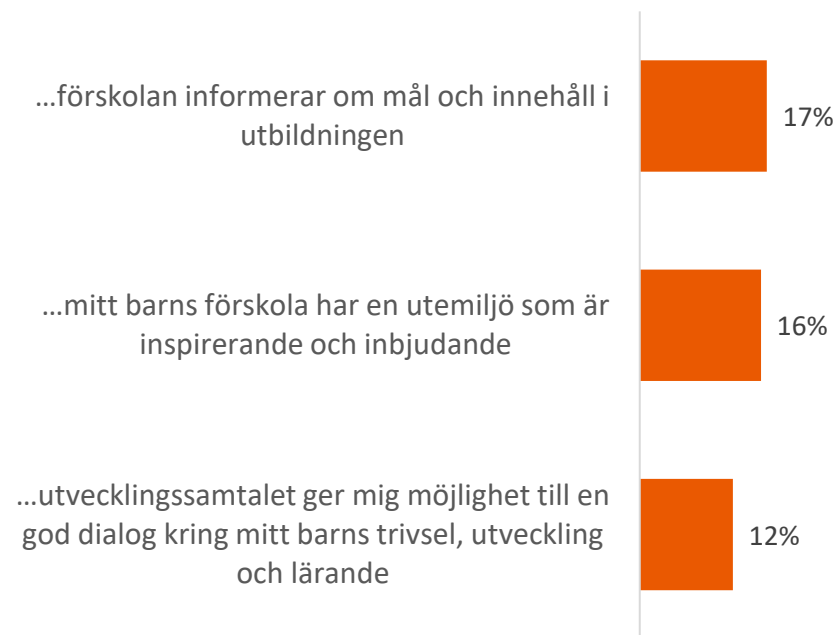 ...förskolan informerar om mål och innehåll i
utbildningen
17%
...mitt barns förskola har en utemiljö som är
inspirerande och inbjudande
16%
...utvecklingssamtalet ger mig möjlighet till en
god dialog kring mitt barns trivsel, utveckling
och lärande
12%